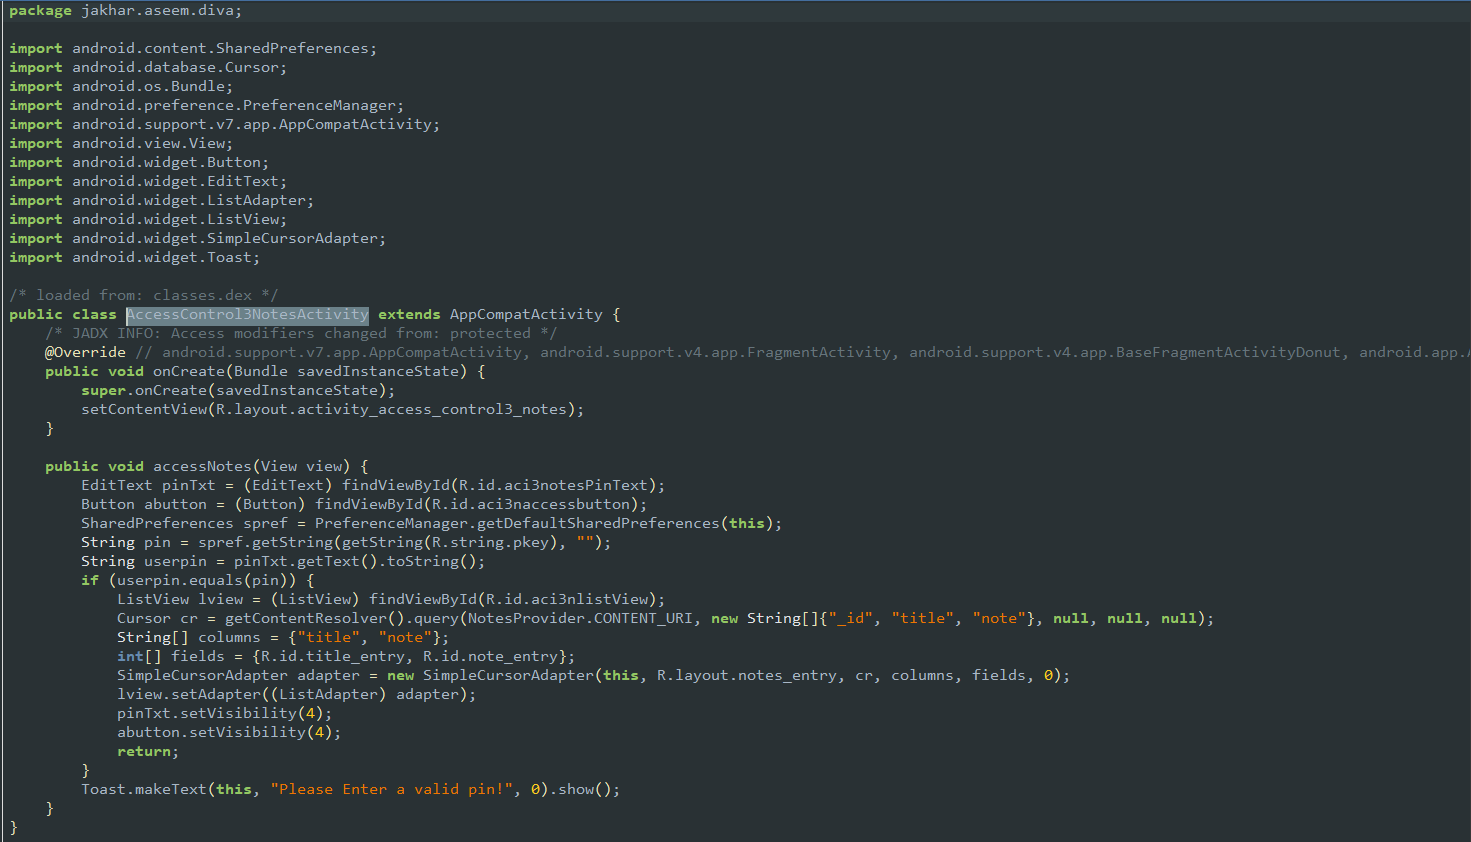 package jakhar.aseem.diva;
import android.content.SharedPreferences;
import android.database.Cursor;
import android.os.Bundle;
import android.preference.PreferenceManager;
import android.support.v7.app.AppCompatActivity;
import android.view.View;
import android.widget.Button;
import android.widget.EditText;
import android.widget.ListAdapter;
import android.widget.ListView;
import android.widget.SimpleCursorAdapter;
import android.widget.Toast;
/* loaded from: classes.dex */
public class AccessControl3NotesActivity extends AppCompatActivity {
/* JADX INFO: Access modifiers changed from: protected */
@Override // android.support.v7.app.AppCompatActivity, android.support.v4.app.FragmentActivity, android.support.v4.app.BaseFragmentActivityDonut, android.app.A
public void onCreate(Bundle savedInstanceState) {
super.onCreate(savedInstanceState);
setContentView(R.layout.activity_access_control3_notes);
}
public void accessNotes(View view) {
EditText pinTxt = (EditText) findViewById(R.id.aci3notesPinText);
Button abutton = (Button) findViewById(R.id.aci3naccessbutton);
SharedPreferences spref = PreferenceManager.getDefaultSharedPreferences(this);
String pin = spref.getString(getString(R.string.pkey), "");
String userpin = pinTxt.getText().toString();
if (userpin.equals(pin)) {
ListView lview = (ListView) findViewById(R.id.aci3nlistView);
Cursor cr = getContentResolver().query(NotesProvider.CONTENT_URI, new String[]{"_id", "title", "note"}, null, null, null);
String[] columns = {"title", "note"};
int[] fields = {R.id.title_entry, R.id.note_entry};
SimpleCursorAdapter adapter = new SimpleCursorAdapter(this, R.layout.notes_entry, cr, columns, fields, 0);
lview.setAdapter((ListAdapter) adapter);
pinTxt.setVisibility(4);
abutton.setVisibility(4);
return;
}
Toast.makeText(this, "Please Enter a valid pin!", 0).show();
}
}